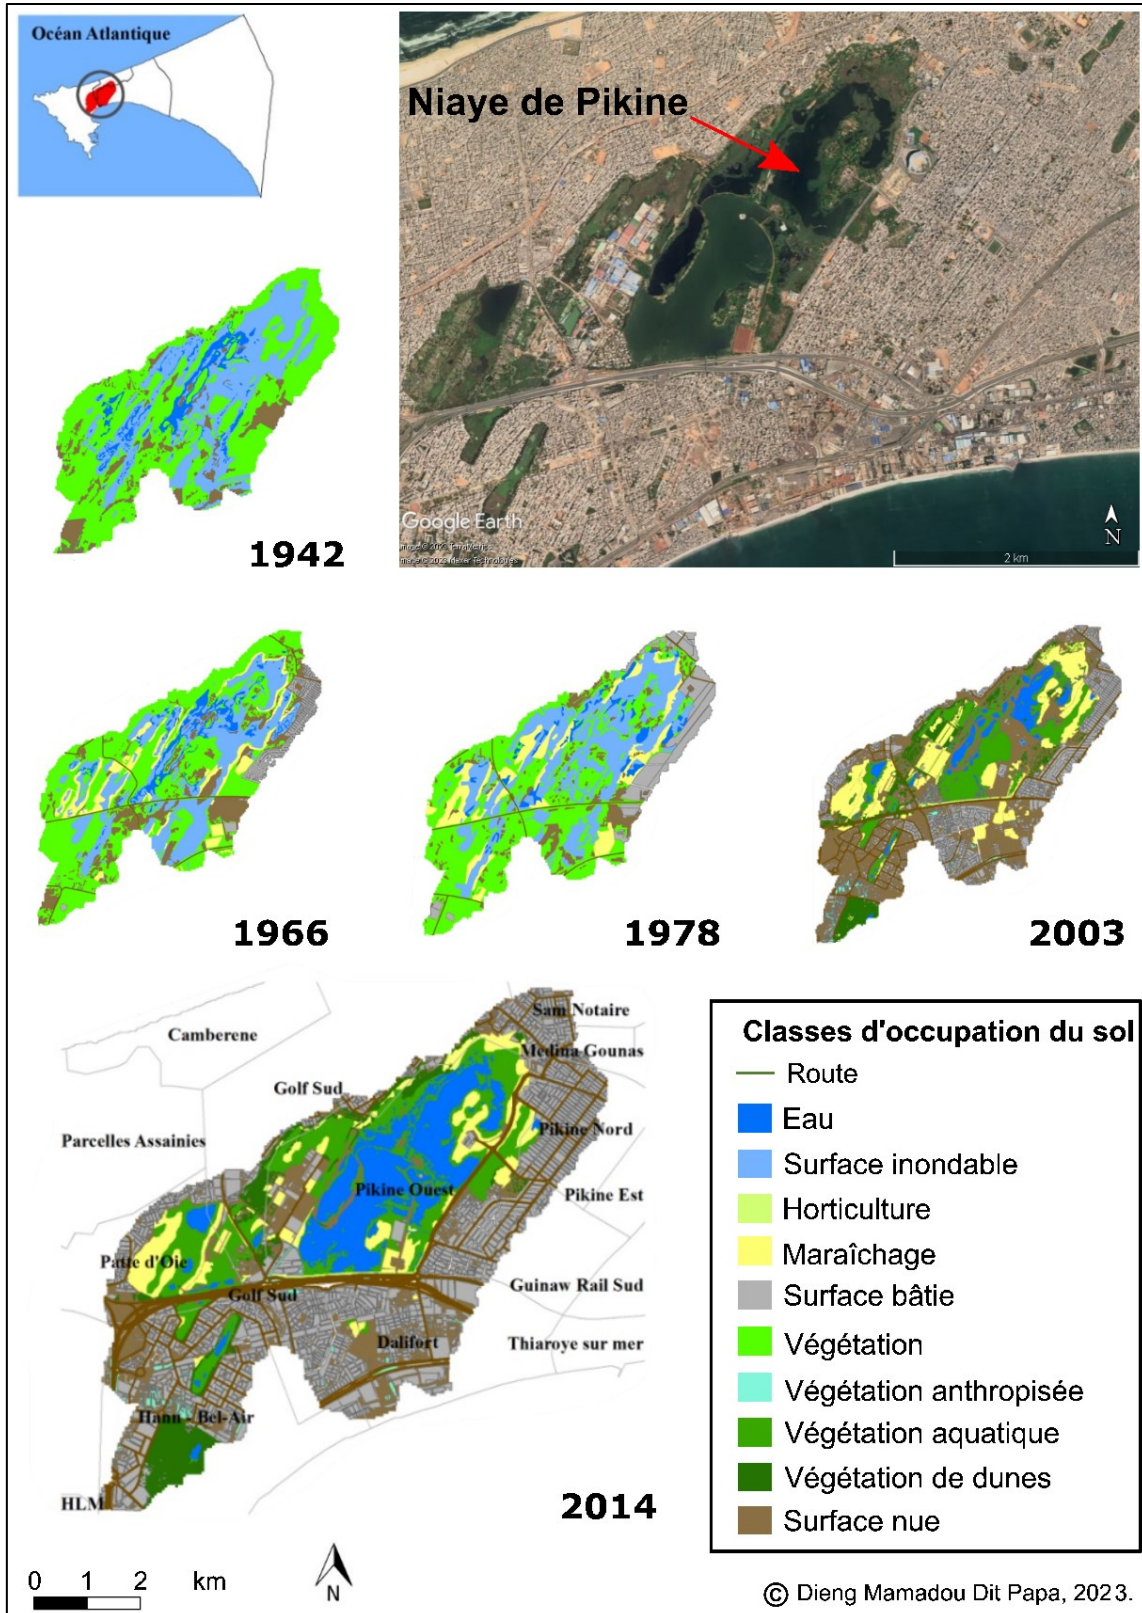 Océan Atlantique
Niaye de Pikine
Google Earth
N
2 km
1942
1966
1978
2003
Sam Notaire
Camberene
Medina Gounas
Golf Sud
Parcelles Assainies
Pikine Nord
Pikine Ouest
Pikine Est
Patte d'Oie
Guinaw Rail Sud
Golf Sud
Dalifort
Thiaroye sur mer
Hann - Bel-Air
HLM
2014
Classes d'occupation du sol
Route
Eau
Surface inondable
Horticulture
Maraîchage
Surface bâtie
Végétation
Végétation anthropisée
Végétation aquatique
Végétation de dunes
Surface nue
0 1 2 km
N
© Dieng Mamadou Dit Papa, 2023.